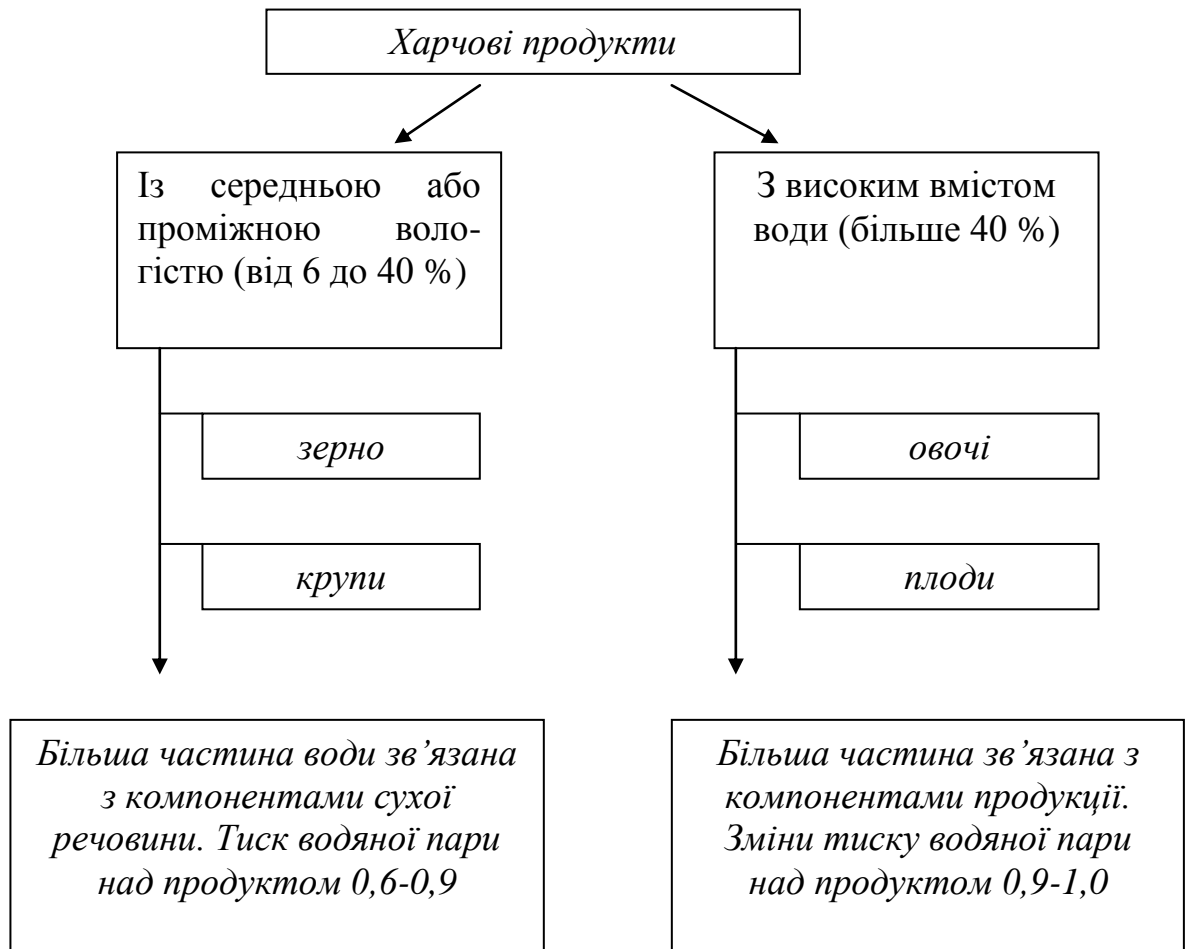 Харчові продукти
Із середньою або
проміжною воло-
гістю (від 6 до 40 %)
З високим вмістом
води (більше 40 %)
зерно
овочі
крупи
плоди
Більша частина води зв’язана
з компонентами сухої
речовини. Тиск водяної пари
над продуктом 0,6-0,9
Більша частина зв’язана з
компонентами продукції.
Зміни тиску водяної пари
над продуктом 0,9-1,0